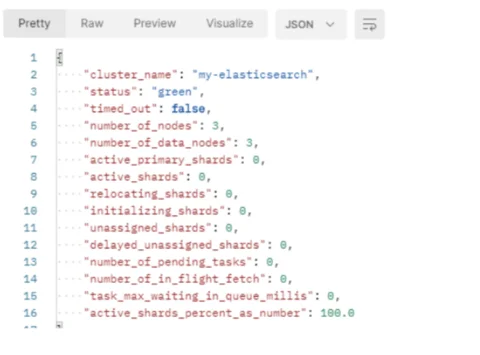 Pretty Raw Preview Visualize JSON
1 {
2 "cluster_name": "my-elasticsearch",
3 "status": "green",
4 "timed_out": false,
5 "number_of_nodes": 3,
6 "number_of_data_nodes": 3,
7 "active_primary_shards": 0,
8 "active_shards": 0,
9 "relocating_shards": 0,
10 "initializing_shards": 0,
11 "unassigned_shards": 0,
12 "delayed_unassigned_shards": 0,
13 "number_of_pending_tasks": 0,
14 "number_of_in_flight_fetch": 0,
15 "task_max_waiting_in_queue_millis": 0,
16 "active_shards_percent_as_number": 100.0
17 }